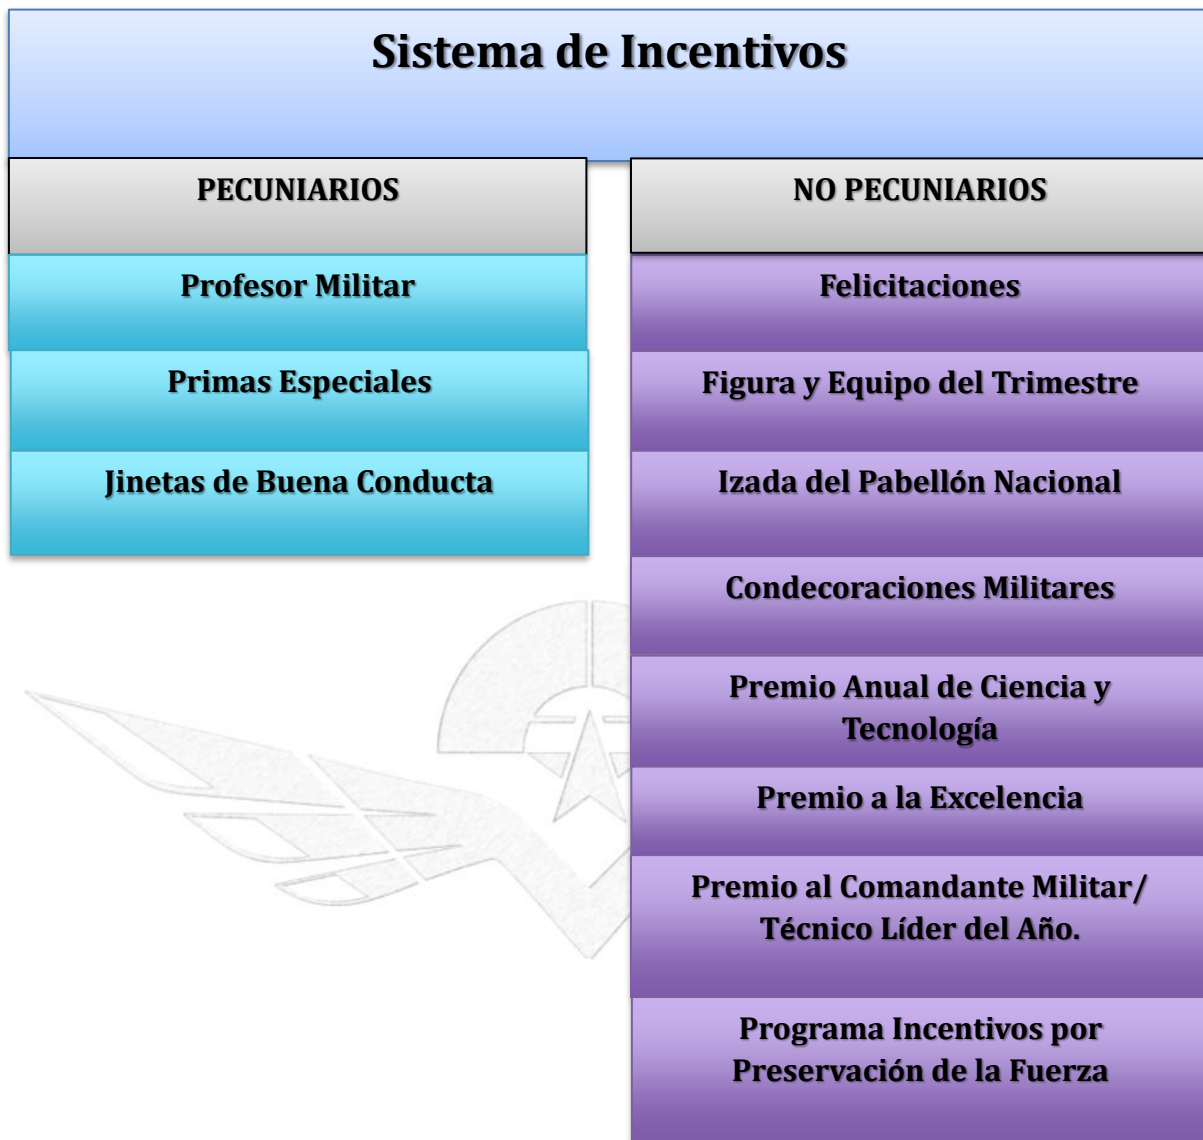 Sistema de Incentivos
PECUNIARIOS
Profesor Militar
Primas Especiales
Jinetas de Buena Conducta
NO PECUNIARIOS
Felicitaciones
Figura y Equipo del Trimestre
Izada del Pabellón Nacional
Condecoraciones Militares
Premio Anual de Ciencia y
Tecnología
Premio a la Excelencia
Premio al Comandante Militar/
Técnico Líder del Año.
Programa Incentivos por
Preservación de la Fuerza